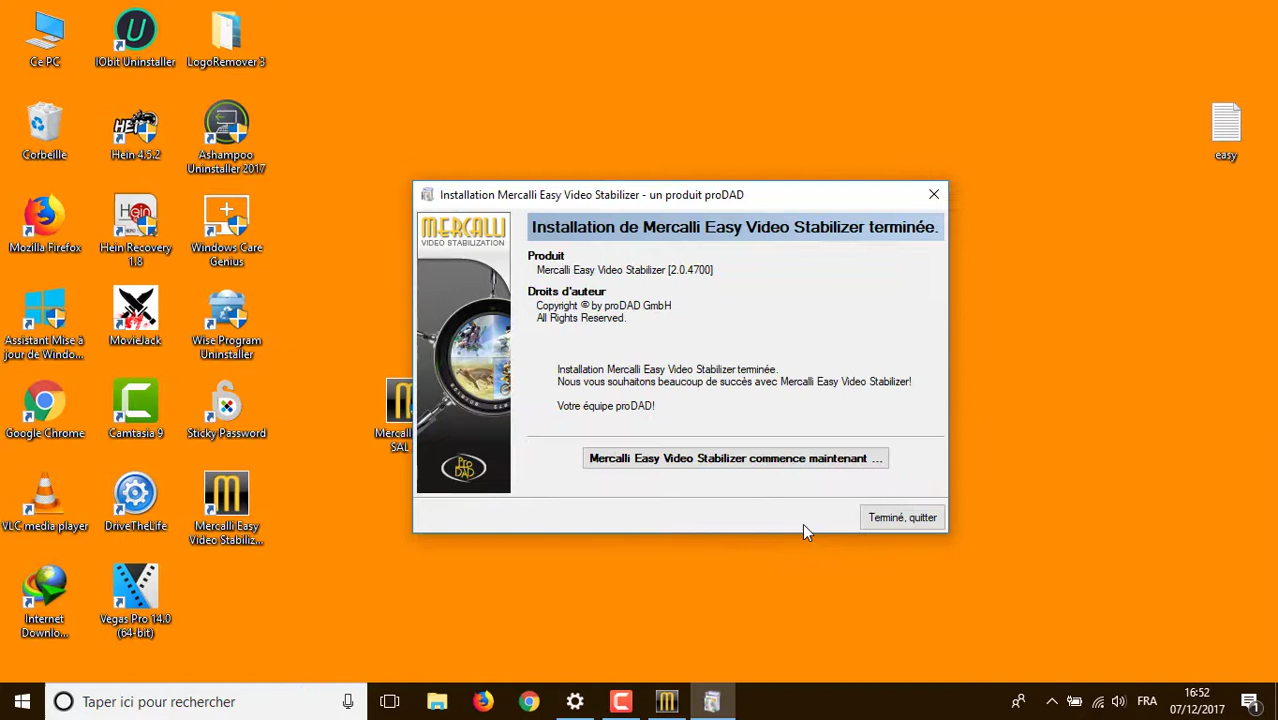 Ce PC
IObit Uninstaller
LogoRemover 3
Corbeille
Hein 4.5.2
Ashampoo
Uninstaller 2017
Mozilla Firefox
Hein Recovery
1.8
Windows Care
Genius
Assistant Mise à
jour de Windo...
MovieJack
Wise Program
Uninstaller
Google Chrome
Camtasia 9
Sticky Password
VLC media player
DriveTheLife
Mercalli Easy
Video Stabiliz...
Internet
Downlo...
Vegas Pro 14.0
(64-bit)
easy
Installation Mercalli Easy Video Stabilizer - un produit proDAD
MERCALLI
VIDEO STABILIZATION
PRO
DAD
Installation de Mercalli Easy Video Stabilizer terminée.
Produit
Mercalli Easy Video Stabilizer [2.0.4700]
Droits d'auteur
Copyright © by proDAD GmbH
All Rights Reserved.
Installation Mercalli Easy Video Stabilizer terminée.
Nous vous souhaitons beaucoup de succès avec Mercalli Easy Video Stabilizer!
Votre équipe proDAD!
Mercalli Easy Video Stabilizer commence maintenant ...
Terminé, quitter
Taper ici pour rechercher
FRA
16:52
07/12/2017
1